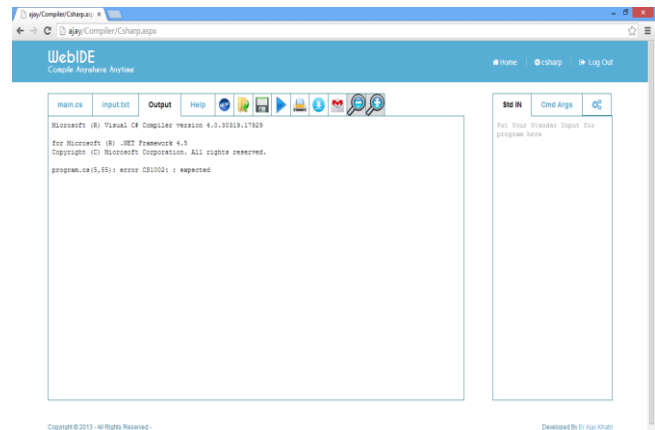 ajay/Compiler/Csharp.asp
ajay/Compiler/Csharp.aspx
WebIDE
Compile Anywhere Anytime
Home
csharp
Log Out
main.cs
input.txt
Output
Help
Std IN
Cmd Args
Microsoft (R) Visual C# Compiler version 4.0.30319.17929
for Microsoft (R) .NET Framework 4.5
Copyright (C) Microsoft Corporation. All rights reserved.
program.cs(5,55): error CS1002: ; expected
Put Your Standar Input for
program here
Copyright © 2013 - All Rights Reserved -
Developed By Er Ajay Khatri